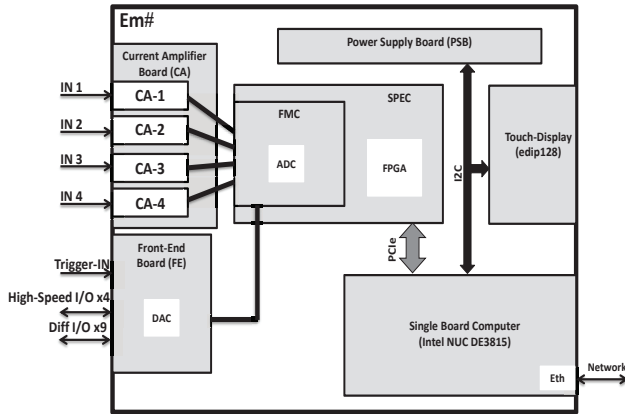 Em#
Power Supply Board (PSB)
Current Amplifier
Board (CA)
IN 1
CA-1
IN 2
CA-2
IN 3
CA-3
IN 4
CA-4
SPEC
FMC
ADC
FPGA
I2C
Touch-Display
(edip128)
PCIe
Front-End
Board (FE)
Trigger-IN
High-Speed I/O x4
Diff I/O x9
DAC
Single Board Computer
(Intel NUC DE3815)
Eth
Network